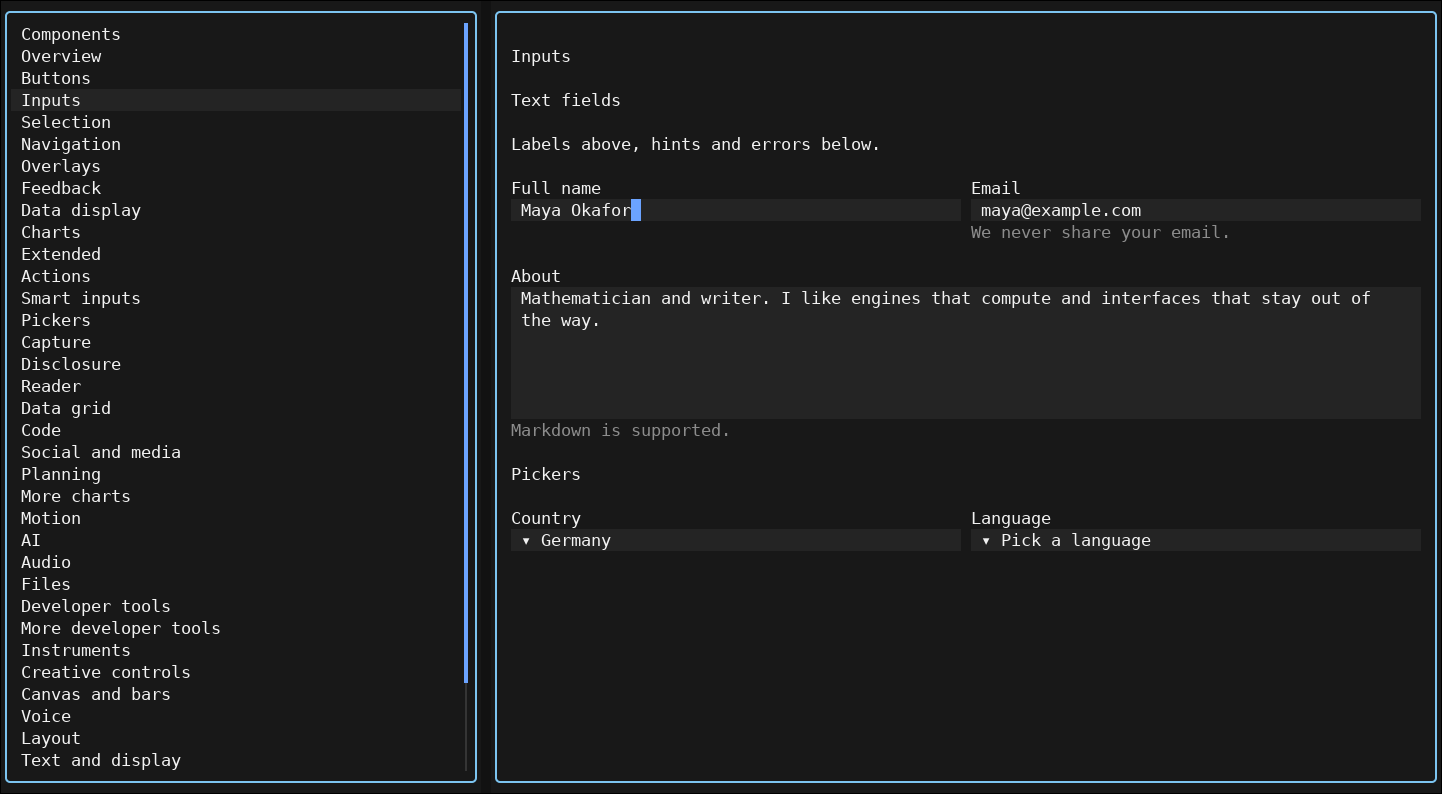 Components
Overview
Buttons
Inputs
Selection
Navigation
Overlays
Feedback
Data display
Charts
Extended
Actions
Smart inputs
Pickers
Capture
Disclosure
Reader
Data grid
Code
Social and media
Planning
More charts
Motion
AI
Audio
Files
Developer tools
More developer tools
Instruments
Creative controls
Canvas and bars
Voice
Layout
Text and display
Inputs
Text fields
Labels above, hints and errors below.
Full name
Maya Okafor
Email
maya@example.com
We never share your email.
About
Mathematician and writer. I like engines that compute and interfaces that stay out of
the way.
Markdown is supported.
Pickers
Country
▾ Germany
Language
▾ Pick a language